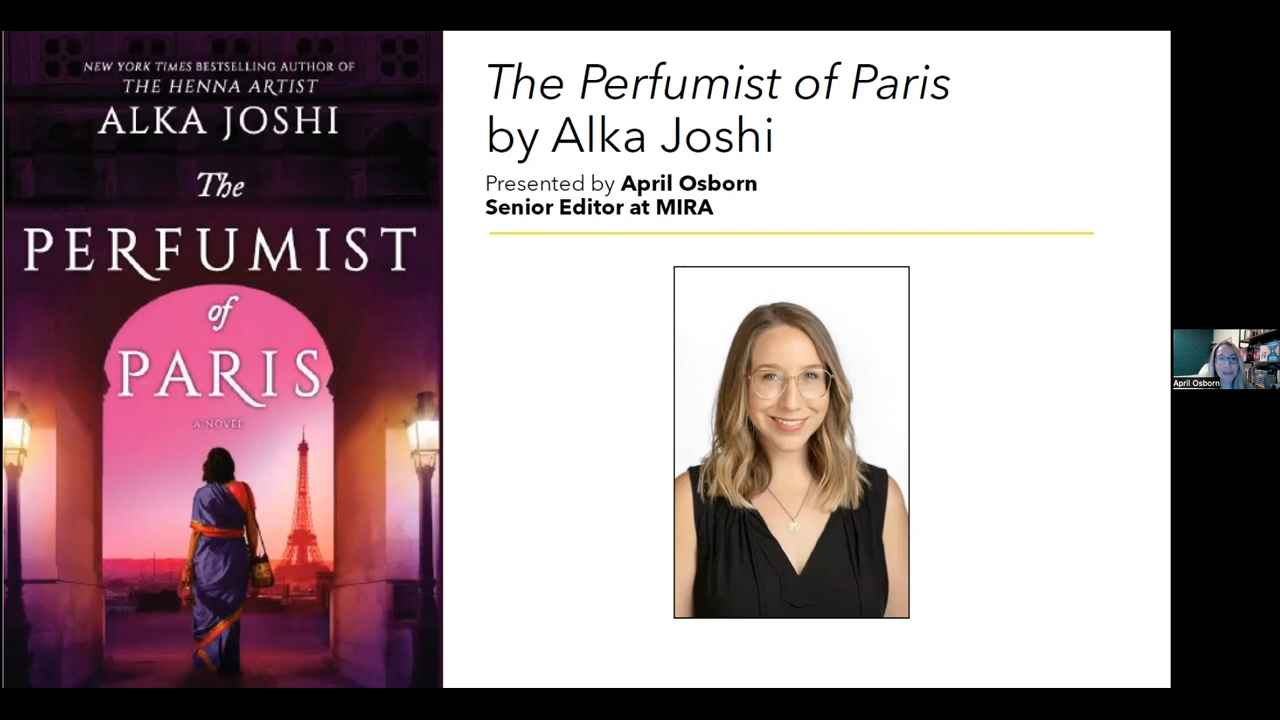 NEW YORK TIMES BESTSELLING AUTHOR OF
THE HENNA ARTIST
ALKA JOSHI
The
PERFUMIST
of
PARIS
A NOVEL
The Perfumist of Paris
by Alka Joshi
Presented by April Osborn
Senior Editor at MIRA
April Osborn